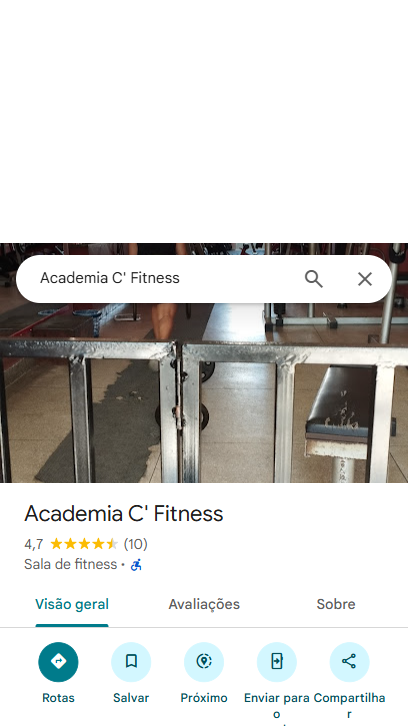 Academia C' Fitness
Academia C' Fitness
4,7 (10)
Sala de fitness ·
Visão geral Avaliações Sobre
Rotas Salvar Próximo Enviar para o Compartilhar